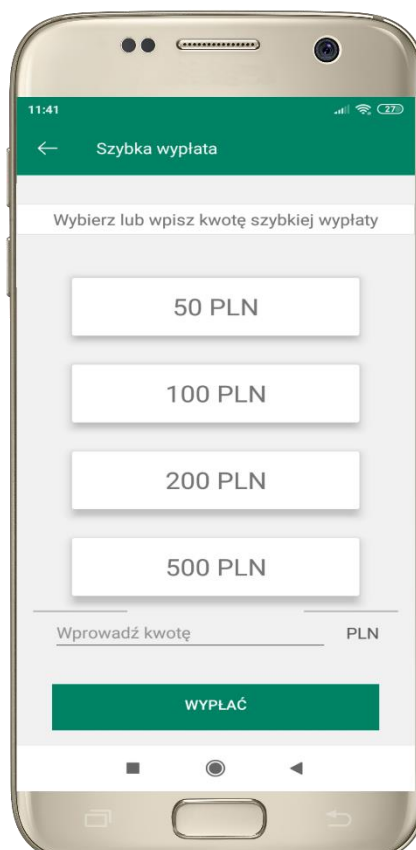 11:41
27
Szybka wypłata
Wybierz lub wpisz kwotę szybkiej wypłaty
50 PLN
100 PLN
200 PLN
500 PLN
Wprowadź kwotę PLN
WYPŁAĆ